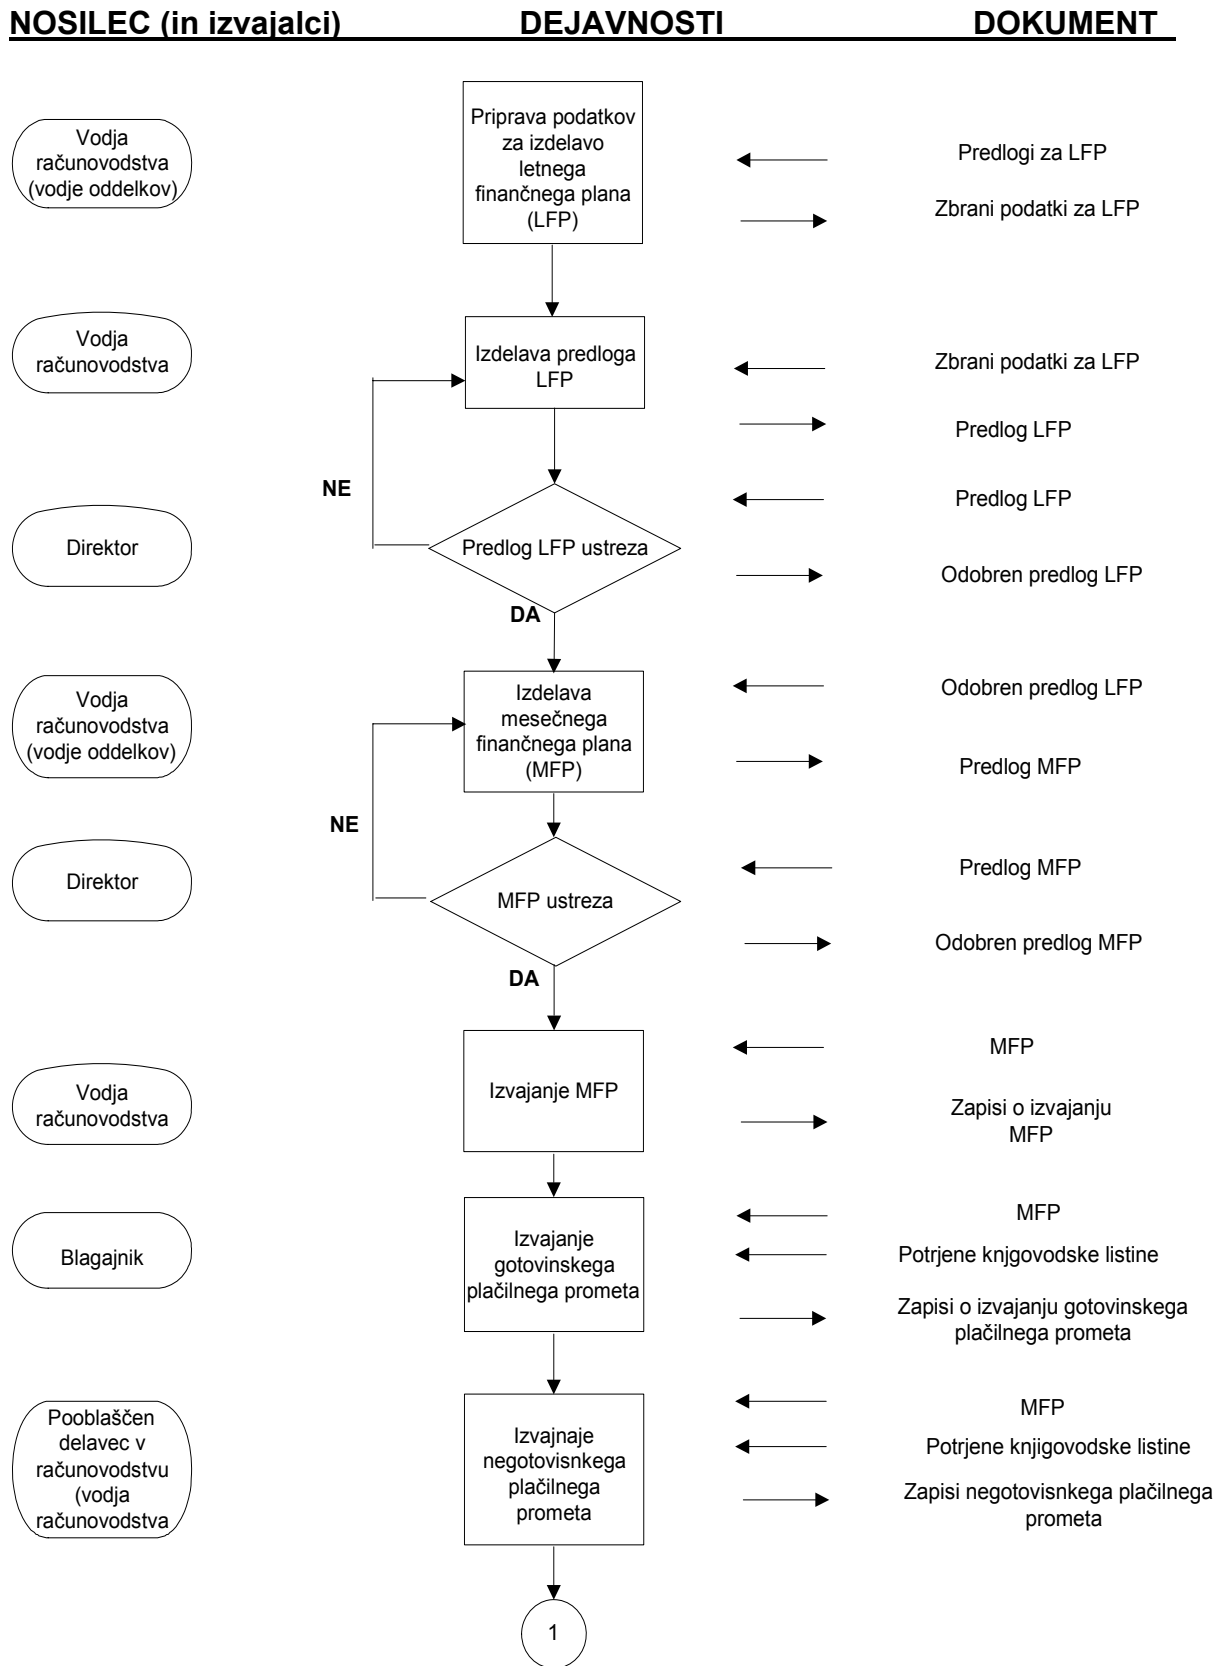 NOSILEC (in izvajalci) DEJAVNOSTI DOKUMENT
Vodja
računovodstva
(vodje oddelkov)
Priprava podatkov
za izdelavo
letnega
finančnega plana
(LFP)
Predlogi za LFP
Zbrani podatki za LFP
Vodja
računovodstva
Izdelava predloga
LFP
Zbrani podatki za LFP
Predlog LFP
NE
Direktor
Predlog LFP ustreza
Predlog LFP
Odobren predlog LFP
DA
Vodja
računovodstva
(vodje oddelkov)
Izdelava
mesečnega
finančnega plana
(MFP)
Odobren predlog LFP
Predlog MFP
NE
Direktor
MFP ustreza
Predlog MFP
Odobren predlog MFP
DA
Vodja
računovodstva
Izvajanje MFP
MFP
Zapisi o izvajanju
MFP
Blagajnik
Izvajanje
gotovinskega
plačilnega prometa
MFP
Potrjene knjgovodske listine
Zapisi o izvajanju gotovinskega
plačilnega prometa
Pooblaščen
delavec v
računovodstvu
(vodja
računovodstva
Izvajnaje
negotovisnkega
plačilnega
prometa
MFP
Potrjene knjigovodske listine
Zapisi negotovisnkega plačilnega
prometa
1